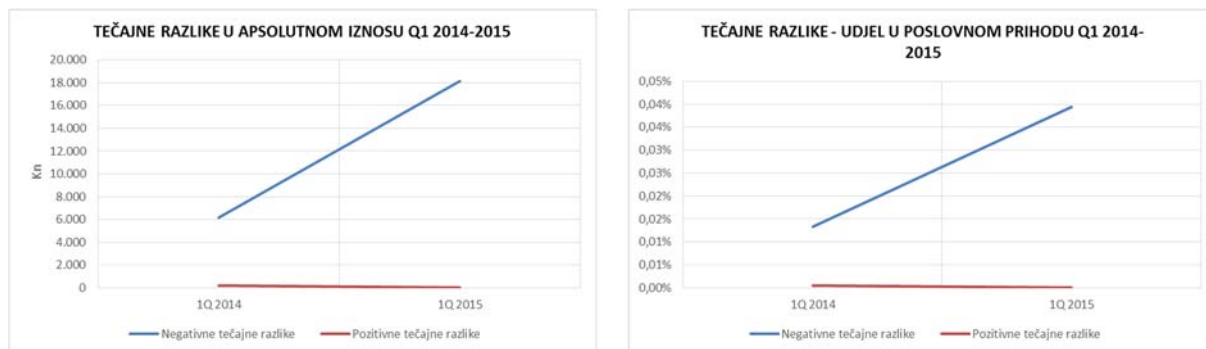 TEČAJNE RAZLIKE U APSOLUTNOM IZNOSU Q1 2014-2015
20.000
18.000
16.000
14.000
12.000
10.000
8.000
6.000
4.000
2.000
0
Kn
1Q 2014
1Q 2015
Negativne tečajne razlike
Pozitivne tečajne razlike
TEČAJNE RAZLIKE - UDJEL U POSLOVNOM PRIHODU Q1 2014-
2015
0,05%
0,04%
0,04%
0,03%
0,03%
0,02%
0,02%
0,01%
0,01%
0,00%
1Q 2014
1Q 2015
Negativne tečajne razlike
Pozitivne tečajne razlike